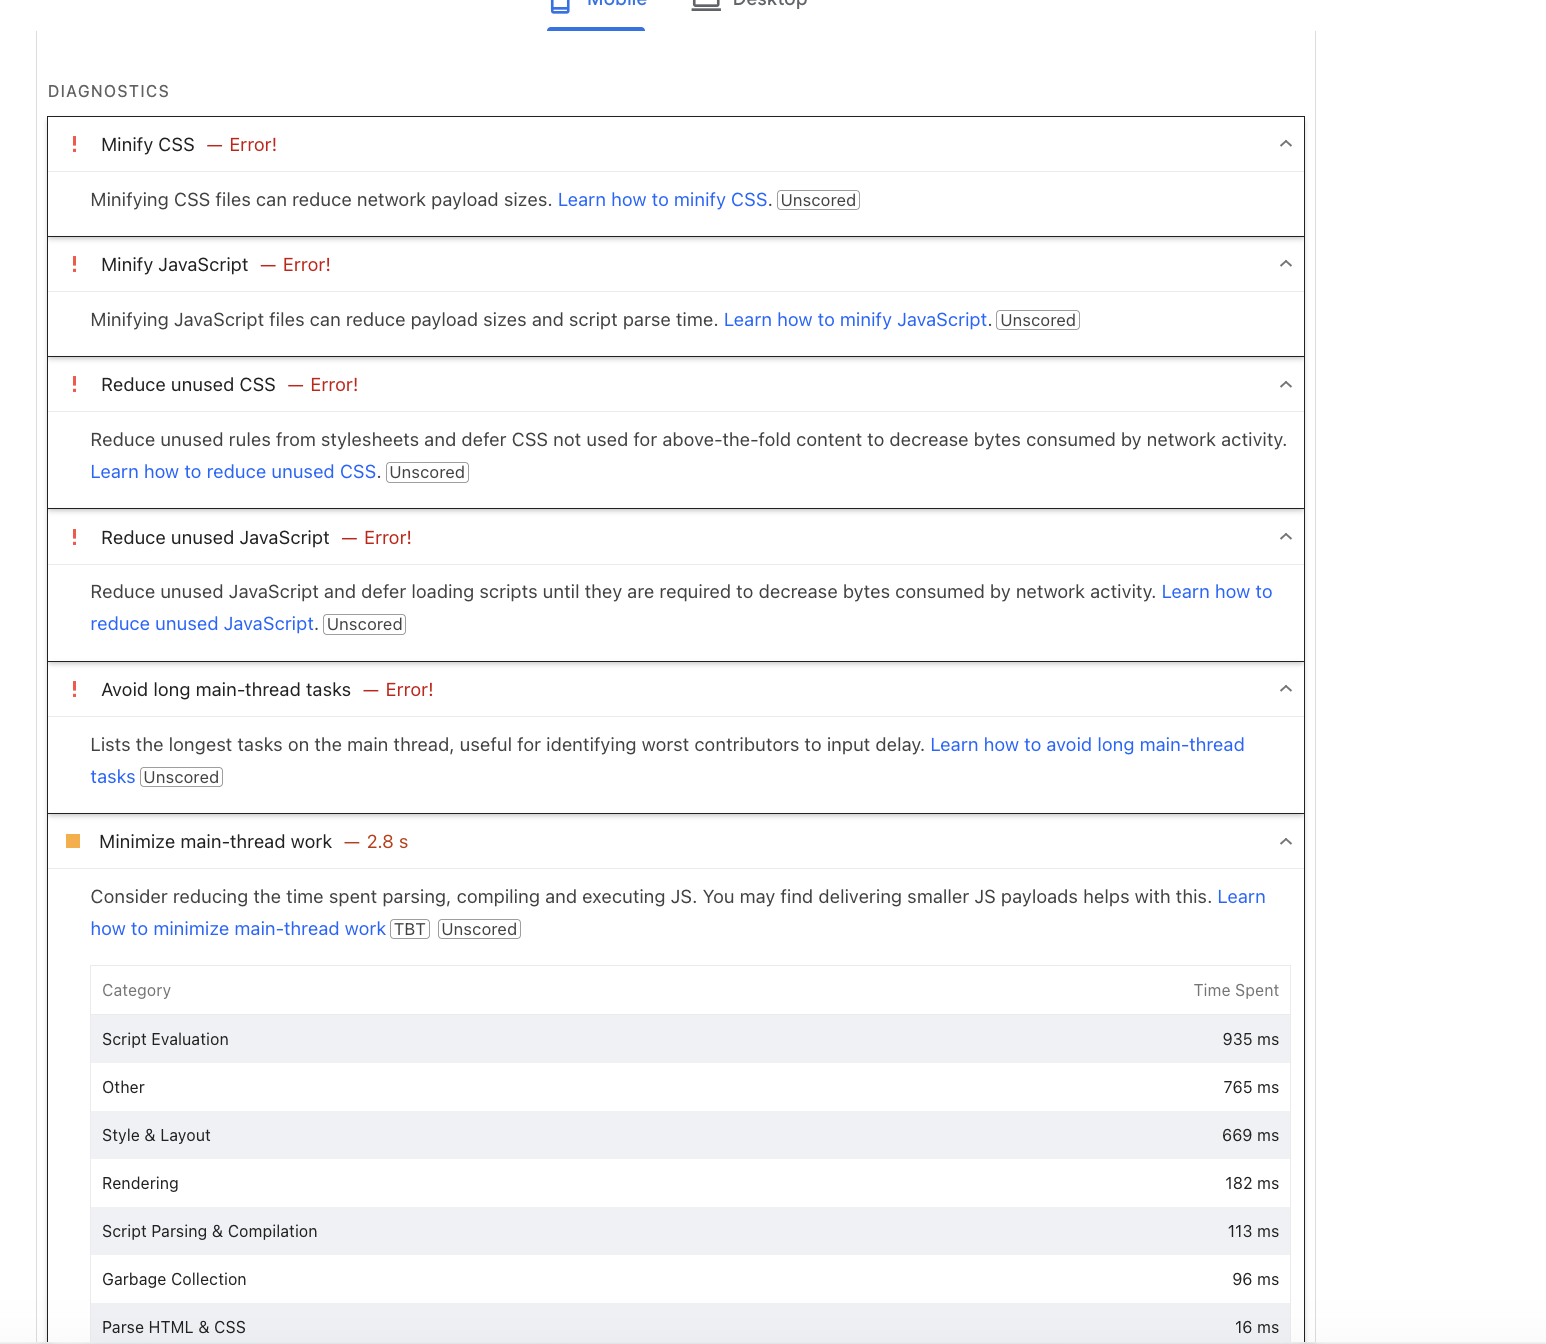 Mobile Desktop
DIAGNOSTICS
! Minify CSS — Error!
Minifying CSS files can reduce network payload sizes. Learn how to minify CSS. Unscored
! Minify JavaScript — Error!
Minifying JavaScript files can reduce payload sizes and script parse time. Learn how to minify JavaScript. Unscored
! Reduce unused CSS — Error!
Reduce unused rules from stylesheets and defer CSS not used for above-the-fold content to decrease bytes consumed by network activity.
Learn how to reduce unused CSS. Unscored
! Reduce unused JavaScript — Error!
Reduce unused JavaScript and defer loading scripts until they are required to decrease bytes consumed by network activity. Learn how to
reduce unused JavaScript. Unscored
! Avoid long main-thread tasks — Error!
Lists the longest tasks on the main thread, useful for identifying worst contributors to input delay. Learn how to avoid long main-thread
tasks Unscored
Minimize main-thread work — 2.8 s
Consider reducing the time spent parsing, compiling and executing JS. You may find delivering smaller JS payloads helps with this. Learn
how to minimize main-thread work TBT Unscored
Category Time Spent
Script Evaluation 935 ms
Other 765 ms
Style & Layout 669 ms
Rendering 182 ms
Script Parsing & Compilation 113 ms
Garbage Collection 96 ms
Parse HTML & CSS 16 ms